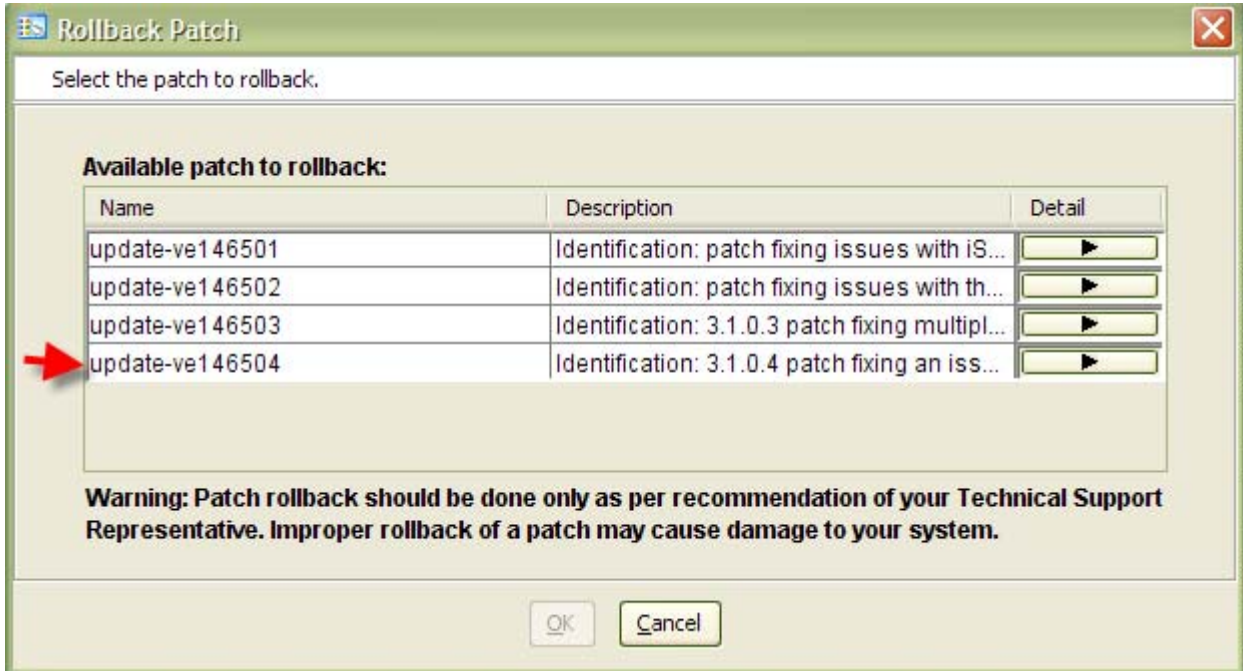 Rollback Patch
Select the patch to rollback.
Available patch to rollback:
Name Description Detail
update-ve146501 Identification: patch fixing issues with iS...
update-ve146502 Identification: patch fixing issues with th...
update-ve146503 Identification: 3.1.0.3 patch fixing multipl...
update-ve146504 Identification: 3.1.0.4 patch fixing an iss...
Warning: Patch rollback should be done only as per recommendation of your Technical Support
Representative. Improper rollback of a patch may cause damage to your system.
OK Cancel